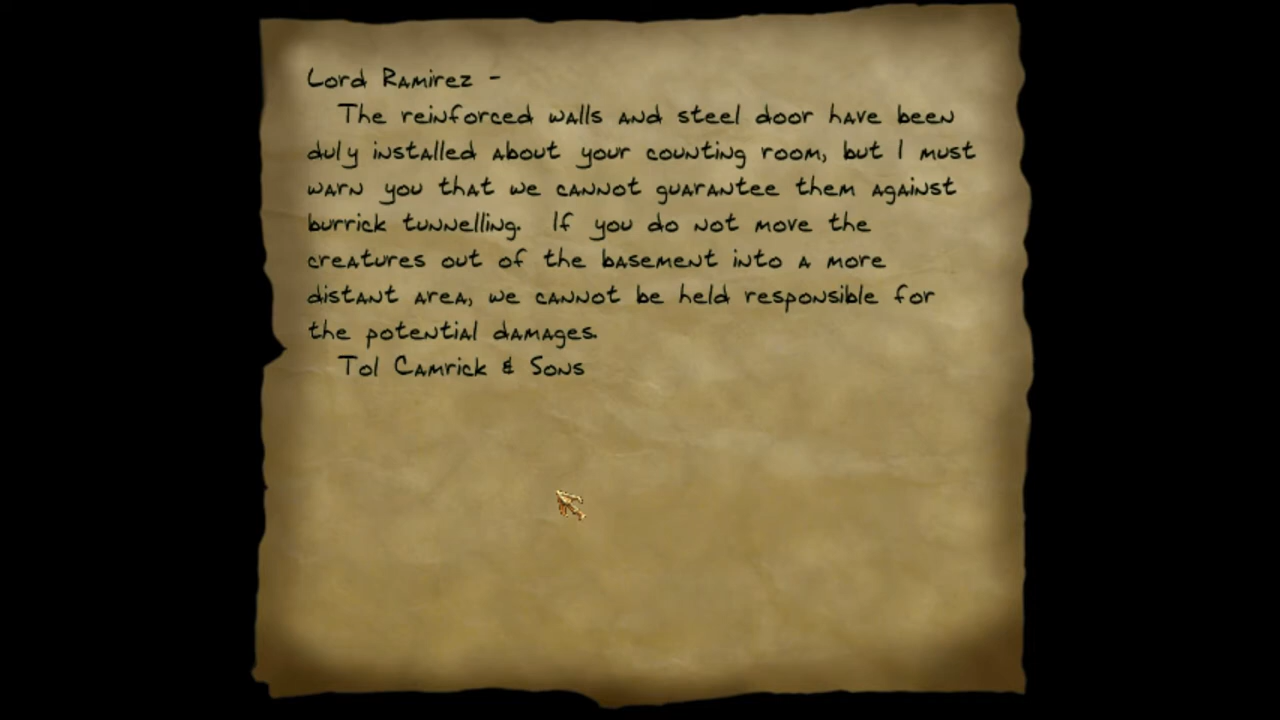 Lord Ramirez -
The reinforced walls and steel door have been
duly installed about your counting room, but I must
warn you that we cannot guarantee them against
burrick tunnelling. If you do not move the
creatures out of the basement into a more
distant area, we cannot be held responsible for
the potential damages.
Tol Camrick & Sons